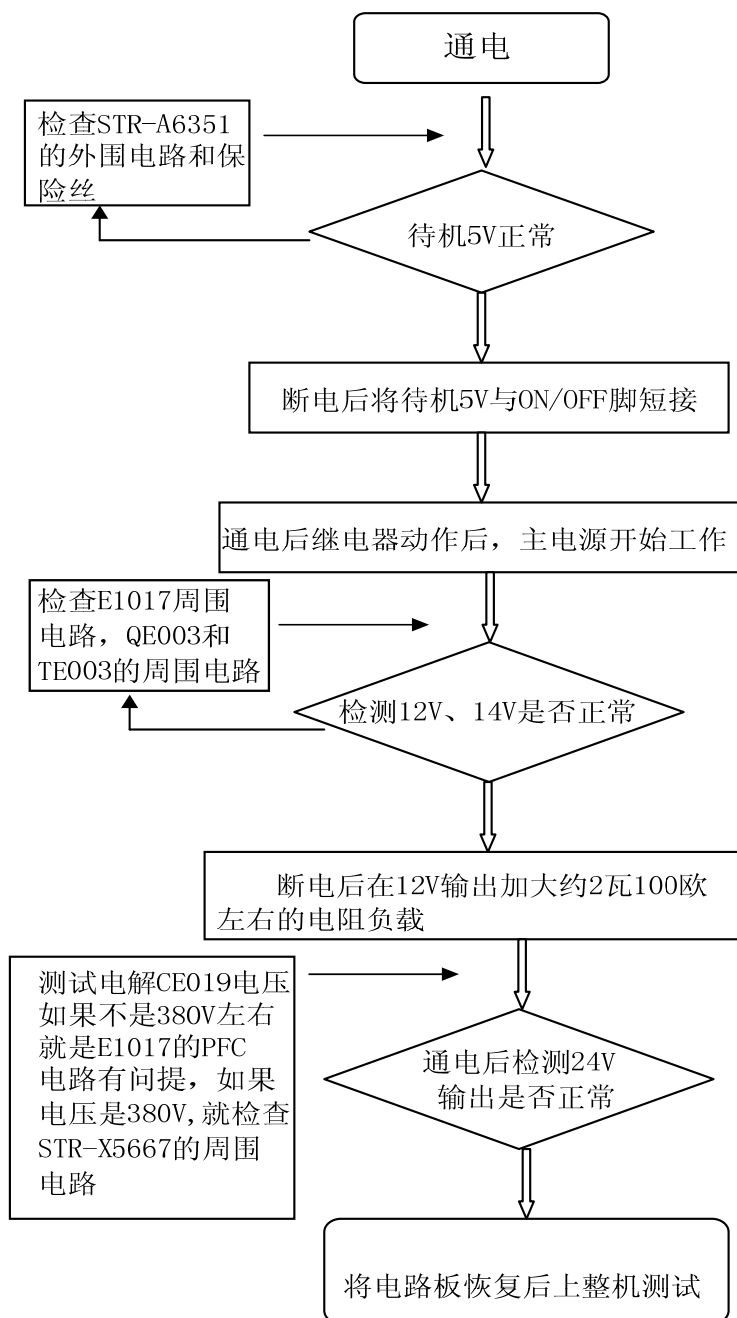 通电
检查STR-A6351
的外围电路和保
险丝
待机5V正常
断电后将待机5V与ON/OFF脚短接
通电后继电器动作后，主电源开始工作
检查E1017周围
电路，QE003和
TE003的周围电路
检测12V、14V是否正常
断电后在12V输出加大约2瓦100欧
左右的电阻负载
测试电解CE019电压
如果不是380V左右
就是E1017的PFC
电路有问提，如果
电压是380V,就检查
STR-X5667的周围
电路
通电后检测24V
输出是否正常
将电路板恢复后上整机测试